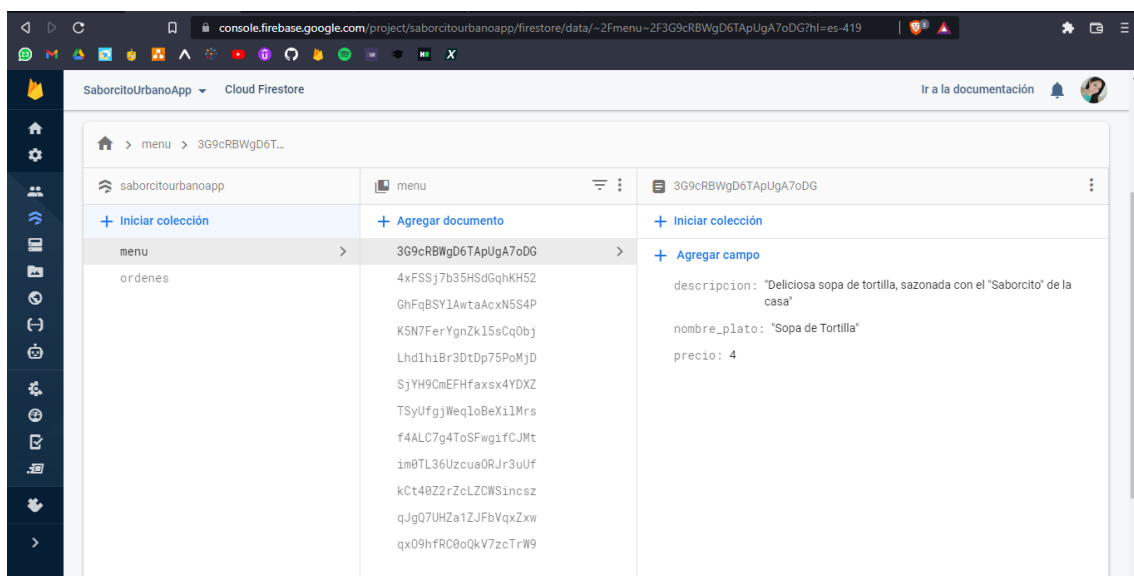 console.firebase.google.com/project/saborcitourbanoapp/firestore/data/~2Fmenu~2F3G9cRBWgD6TApUgA7oDG?hl=es-419
SaborcitoUrbanoApp
Cloud Firestore
Ir a la documentación
menu
3G9cRBWgD6T...
saborcitourbanoapp
menu
3G9cRBWgD6TApUgA7oDG
+ Iniciar colección
+ Agregar documento
+ Iniciar colección
menu
ordenes
3G9cRBWgD6TApUgA7oDG
4xFSSj7b35HSdGqhKH52
GhFqBSYlAwtaAcxN5S4P
K5N7FerYgnZkl5sCqObj
LhdlhiBr3DtDp75PoMjD
SjYH9CmEFHfaxsx4YDXZ
TSyUfgjWeqloBeXilMrs
f4ALC7g4ToSFwgifCJMt
im0TL36UzcuaORJr3uUf
kCt40Z2rZcLZCWSincsz
qJgQ7UHZa1ZJFbVqxZxw
qxO9hfRC0oQkV7zcTrW9
+ Agregar campo
descripcion: "Deliciosa sopa de tortilla, sazonada con el "Saborcito" de la
casa"
nombre_plato: "Sopa de Tortilla"
precio: 4